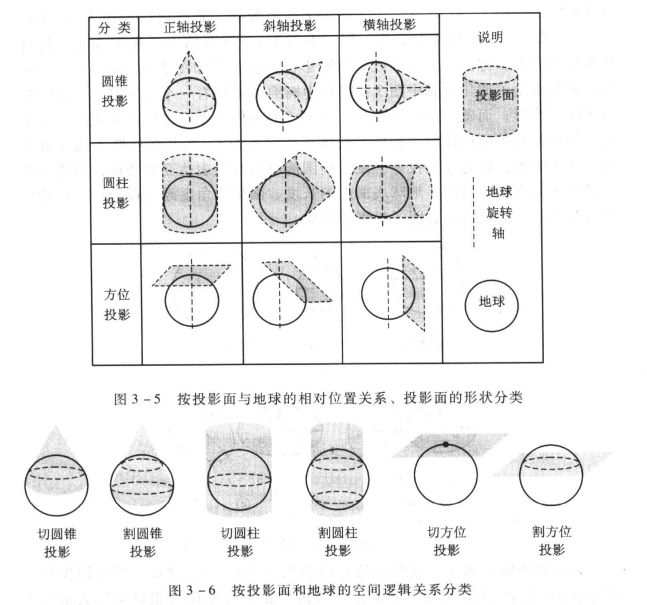 分 类 正轴投影 斜轴投影 横轴投影 说明
圆锥
投影
投影面
圆柱
投影
地球
旋转
轴
方位
投影
地球
图 3－5 按投影面与地球的相对位置关系、投影面的形状分类
切圆锥 割圆锥 切圆柱 割圆柱 切方位 割方位
投影 投影 投影 投影 投影 投影
图 3－6 按投影面和地球的空间逻辑关系分类